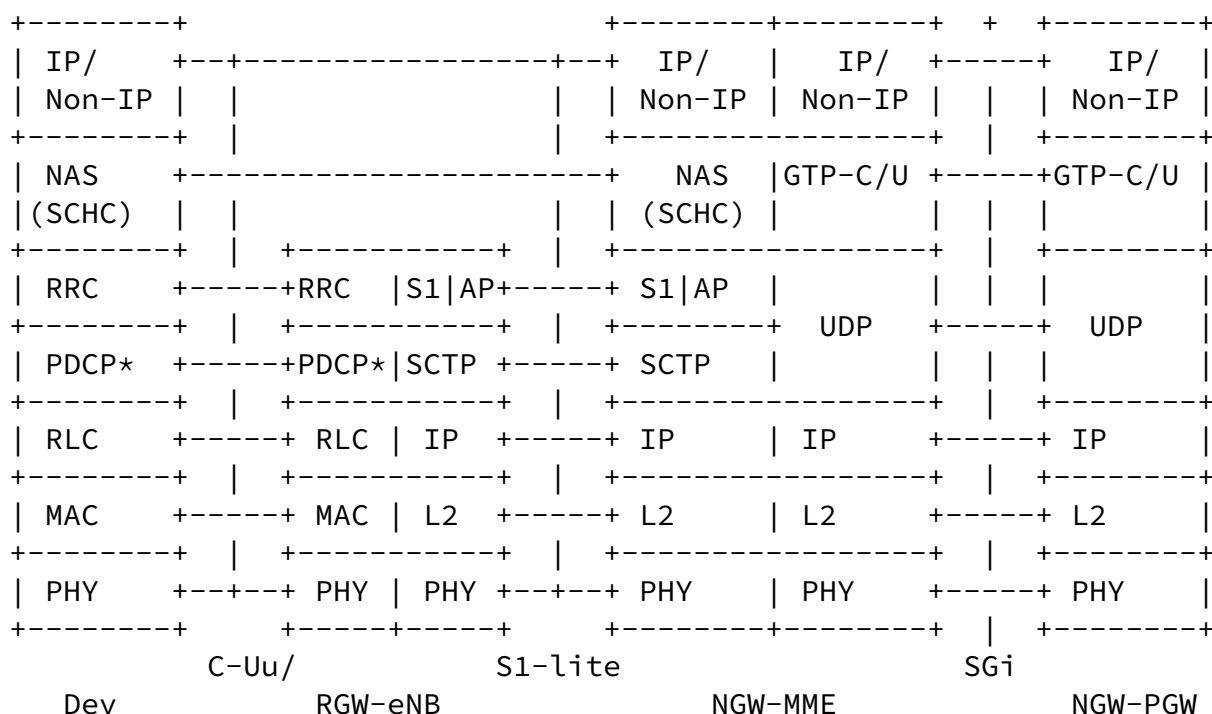 +--------+                             +--------+--------+  +  +--------+
| IP/    +--+------------------+--+  IP/   |   IP/  +-----+   IP/  |
| Non-IP |  |                  |  | Non-IP | Non-IP |  |  | Non-IP |
+--------+  |                  |  +-----------------+  |  +--------+
| NAS    +------------------------+   NAS  |GTP-C/U +-----+GTP-C/U |
|(SCHC)  |  |                  |  | (SCHC) |        |  |  |        |
+--------+  |  +-----------+  |  +-----------------+  |  +--------+
| RRC    +-----+RRC  |S1|AP+-----+ S1|AP  |        |  |  |        |
+--------+  |  +-----------+  |  +--------+  UDP   +-----+  UDP   |
| PDCP*  +-----+PDCP*|SCTP +-----+ SCTP   |        |  |  |        |
+--------+  |  +-----------+  |  +-----------------+  |  +--------+
| RLC    +-----+ RLC | IP  +-----+ IP     | IP     +-----+ IP     |
+--------+  |  +-----------+  |  +-----------------+  |  +--------+
| MAC    +-----+ MAC | L2  +-----+ L2     | L2     +-----+ L2     |
+--------+  |  +-----------+  |  +-----------------+  |  +--------+
| PHY    +--+--+ PHY | PHY +--+--+ PHY    | PHY    +-----+ PHY    |
+--------+     +-----+-----+     +--------+--------+  |  +--------+
C-Uu/                 S1-lite                       SGi
Dev           RGW-eNB               NGW-MME             NGW-PGW